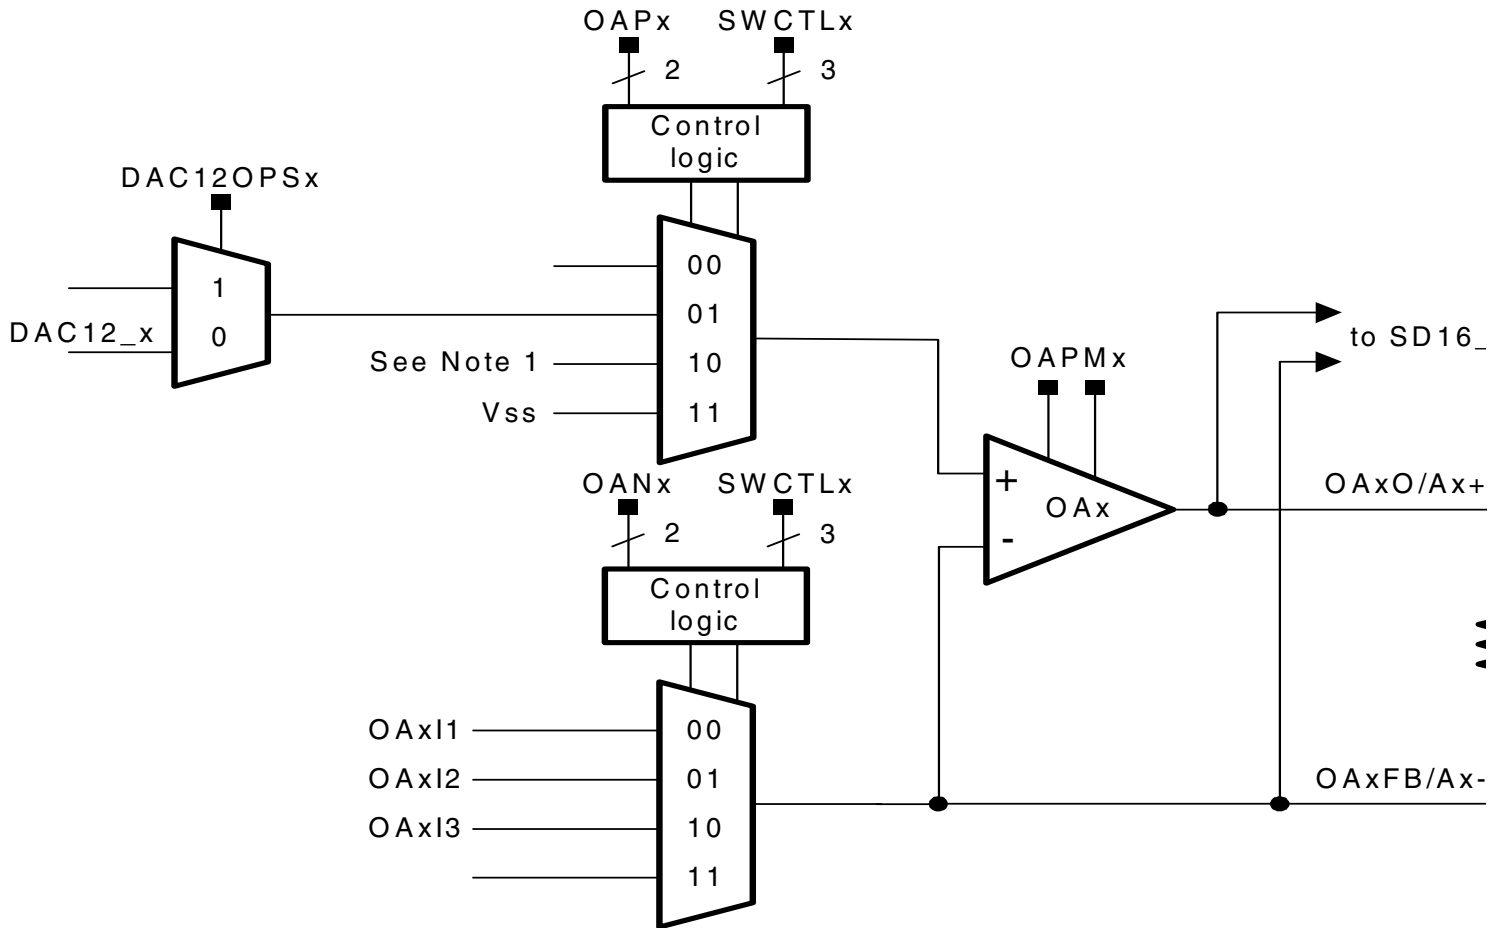 OAPx SWCTLx
2 3
Control
logic
DAC12OPSx
00
1
01
DAC12_x 0
to SD16_
See Note 1 10
OAPMx
Vss 11
OANx SWCTLx
+
OAxO/Ax+
OAx
2 3
-
Control
logic
OAxI1 00
OAxI2 01
OAxFB/Ax-
OAxI3 10
11